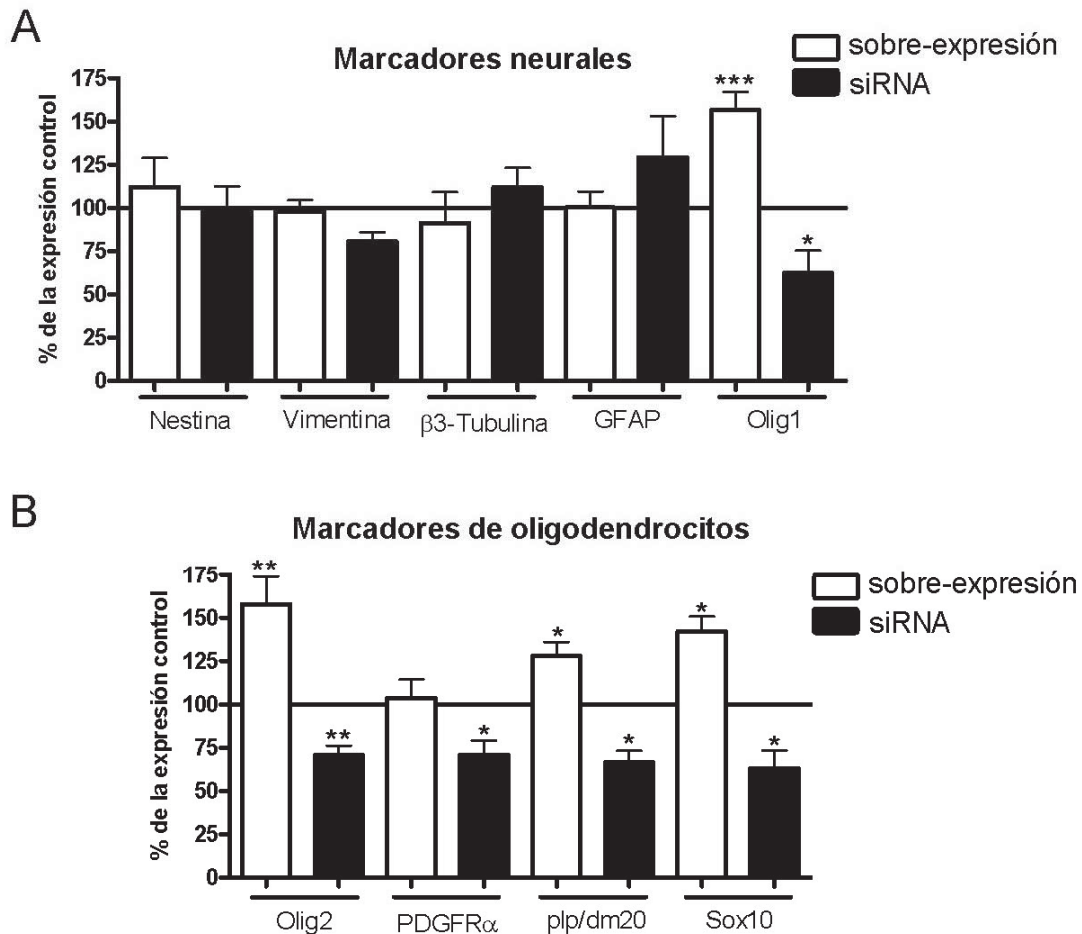 A
Marcadores neurales
sobre-expresión
siRNA
% de la expresión control
175
150
125
100
75
50
25
0
***
*
Nestina
Vimentina
β3-Tubulina
GFAP
Olig1
B
Marcadores de oligodendrocitos
sobre-expresión
siRNA
% de la expresión control
175
150
125
100
75
50
25
0
**
**
*
*
*
*
*
Olig2
PDGFRα
plp/dm20
Sox10